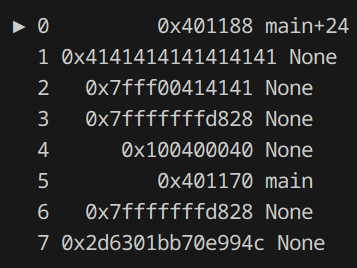 ► 0 0x401188 main+24
1 0x4141414141414141 None
2 0x7fff00414141 None
3 0x7fffffffd828 None
4 0x100400040 None
5 0x401170 main
6 0x7fffffffd828 None
7 0x2d6301bb70e994c None